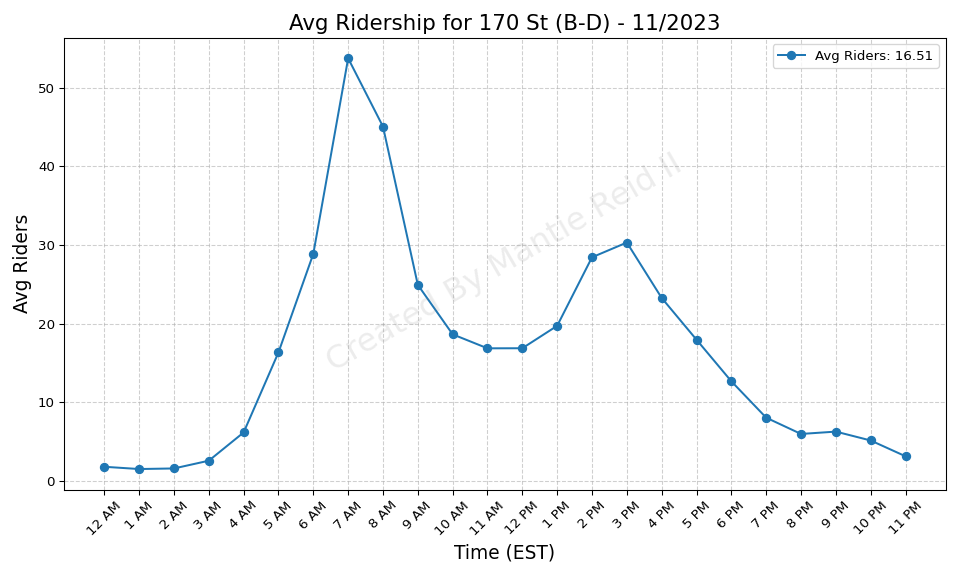 Avg Ridership for 170 St (B-D) - 11/2023
Avg Riders: 16.51
Avg Riders
50
40
30
20
10
0
Created By Mantie Reid II
12 AM
1 AM
2 AM
3 AM
4 AM
5 AM
6 AM
7 AM
8 AM
9 AM
10 AM
11 AM
12 PM
1 PM
2 PM
3 PM
4 PM
5 PM
6 PM
7 PM
8 PM
9 PM
10 PM
11 PM
Time (EST)